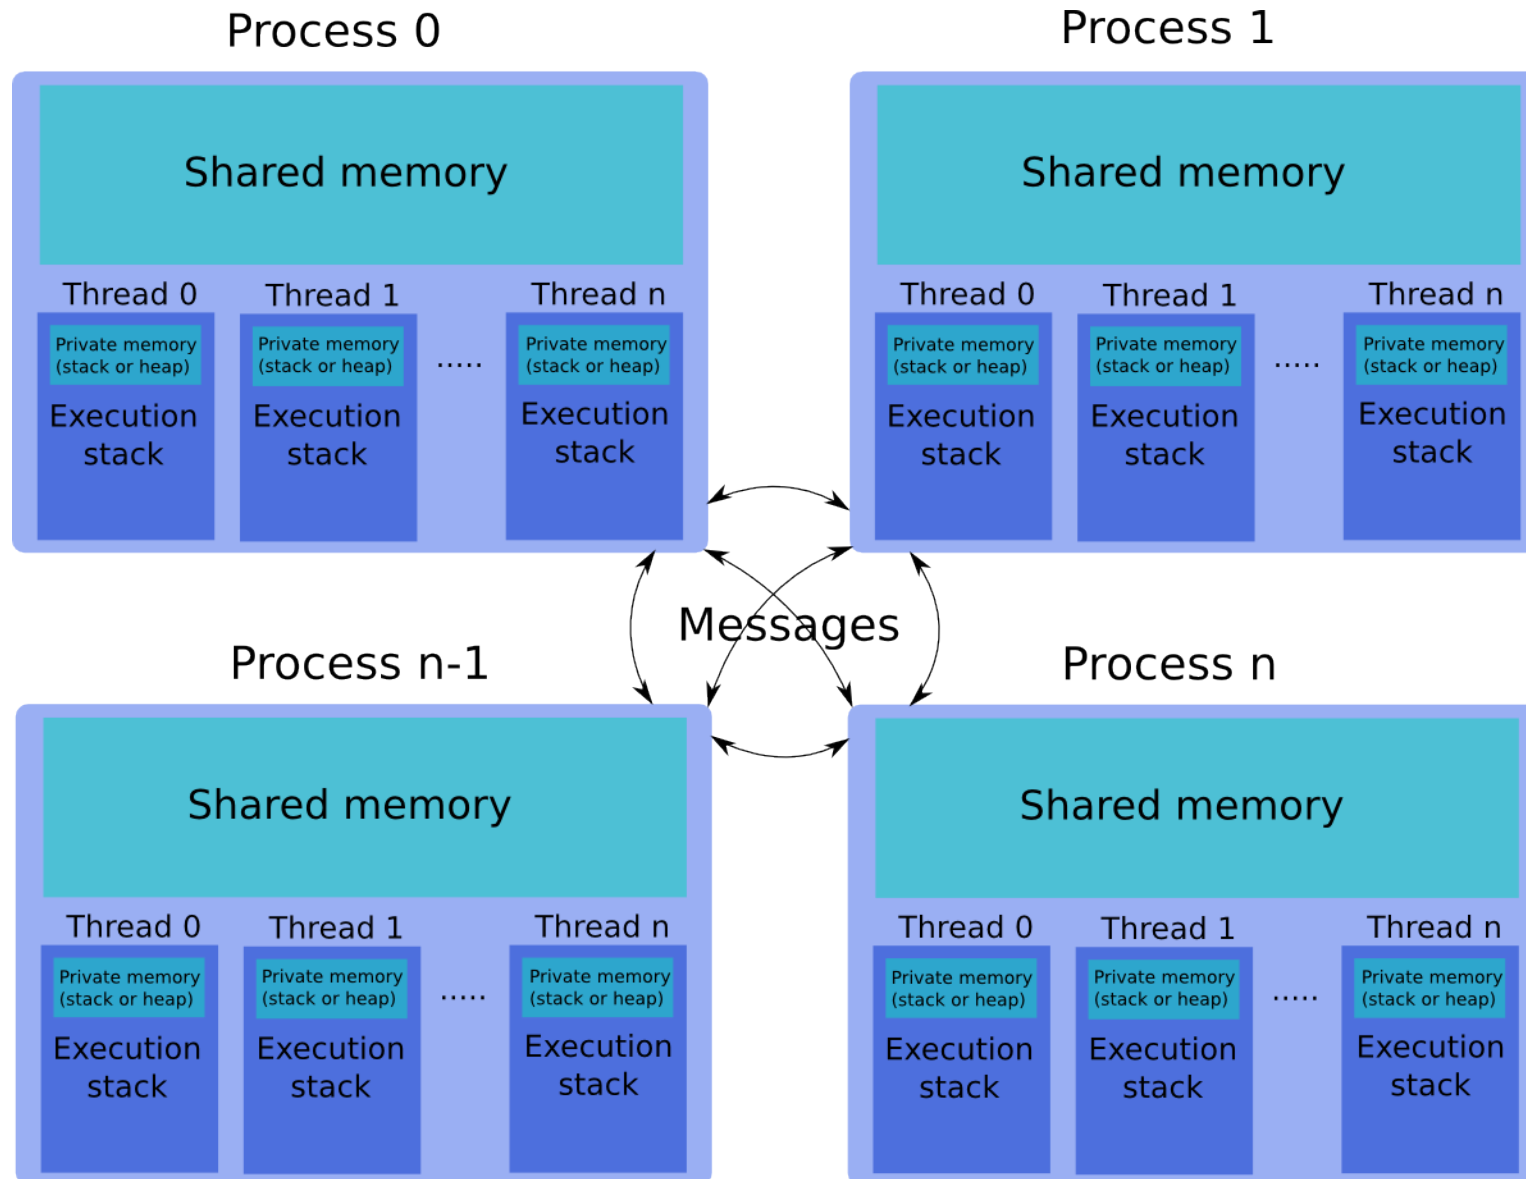 Process 0
Process 1
Shared memory
Shared memory
Thread 0 Thread 1 Thread n
Thread 0 Thread 1 Thread n
Private memory Private memory Private memory
(stack or heap) (stack or heap) ..... (stack or heap)
Execution Execution Execution
stack stack stack
Private memory Private memory Private memory
(stack or heap) (stack or heap) ..... (stack or heap)
Execution Execution Execution
stack stack stack
Messages
Process n-1
Process n
Shared memory
Shared memory
Thread 0 Thread 1 Thread n
Thread 0 Thread 1 Thread n
Private memory Private memory Private memory
(stack or heap) (stack or heap) ..... (stack or heap)
Execution Execution Execution
stack stack stack
Private memory Private memory Private memory
(stack or heap) (stack or heap) ..... (stack or heap)
Execution Execution Execution
stack stack stack